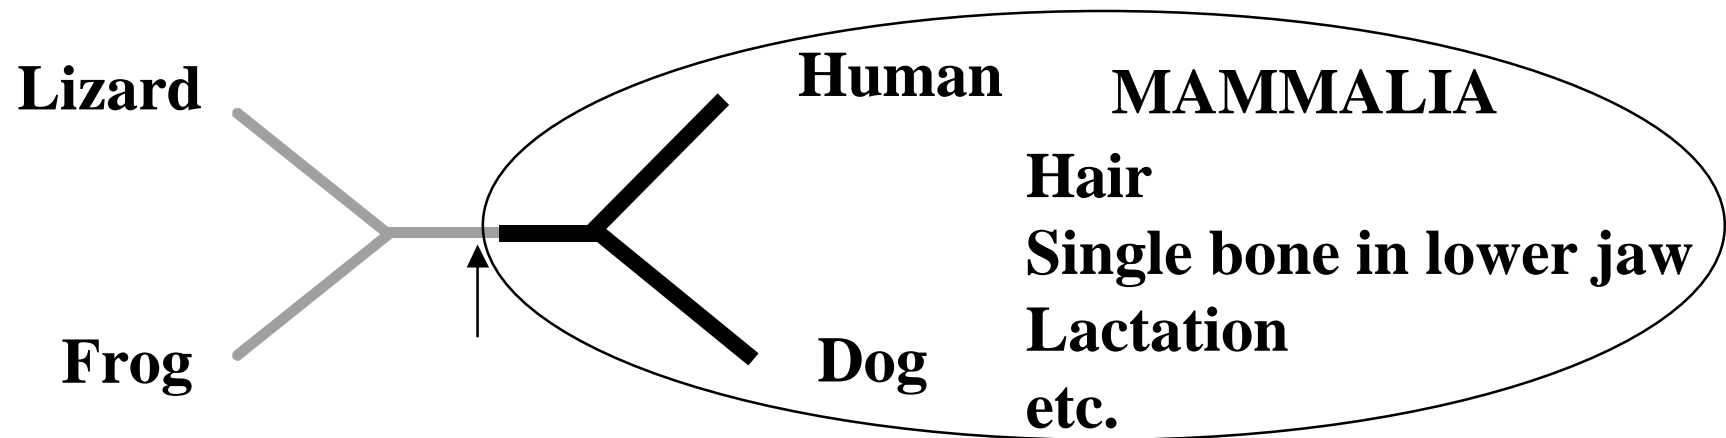 Lizard
Human
MAMMALIA
Hair
Single bone in lower jaw
Lactation
Frog
Dog
etc.